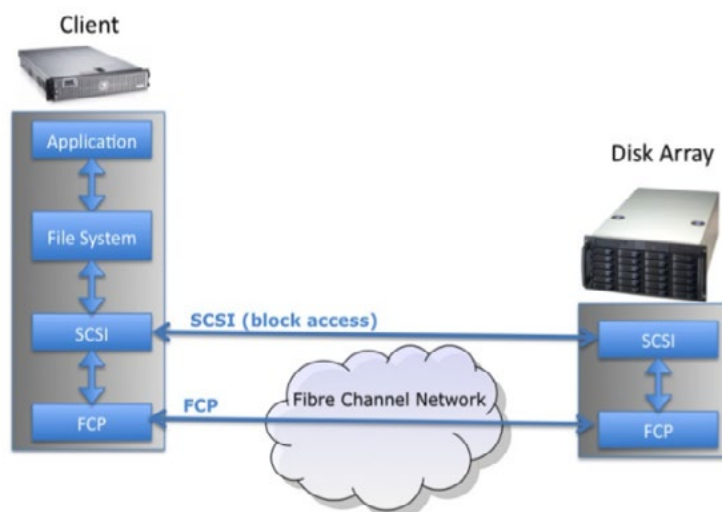 Client
Application
File System
SCSI
FCP
SCSI (block access)
FCP
Fibre Channel Network
Disk Array
SCSI
FCP